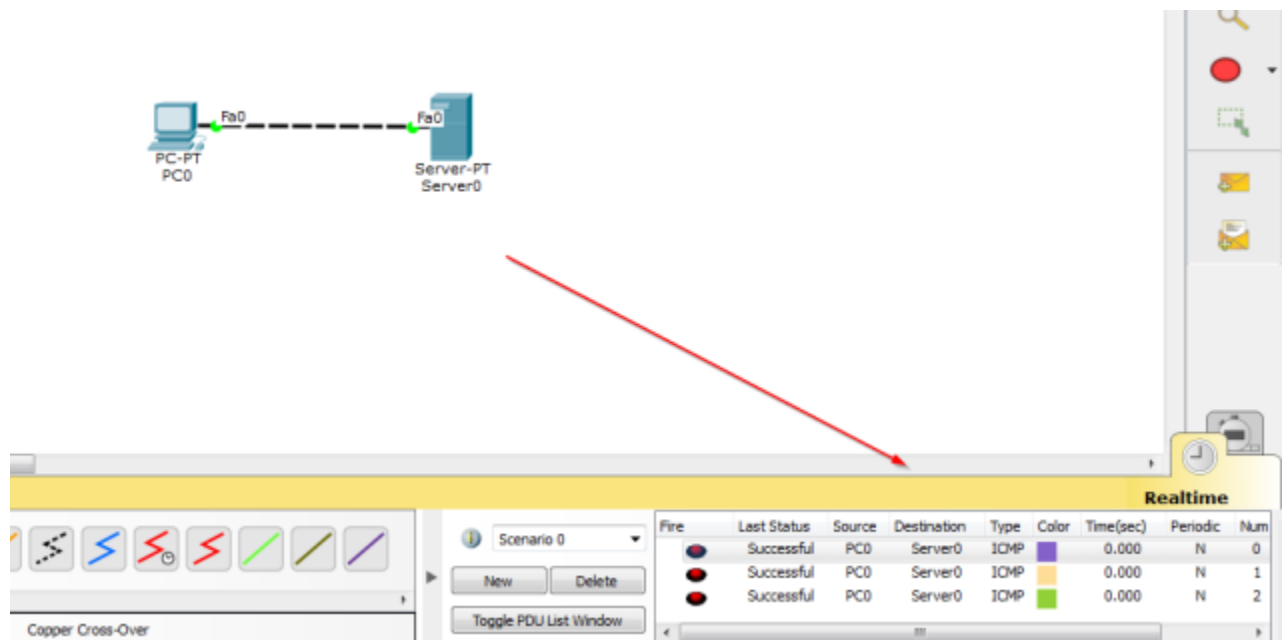 Fa0
Fa0
PC-PT
PC0
Server-PT
Server0
Realtime
Scenario 0
New Delete
Toggle PDU List Window
Fire Last Status Source Destination Type Color Time(sec) Periodic Num
Successful PC0 Server0 ICMP 0.000 N 0
Successful PC0 Server0 ICMP 0.000 N 1
Successful PC0 Server0 ICMP 0.000 N 2
Copper Cross-Over